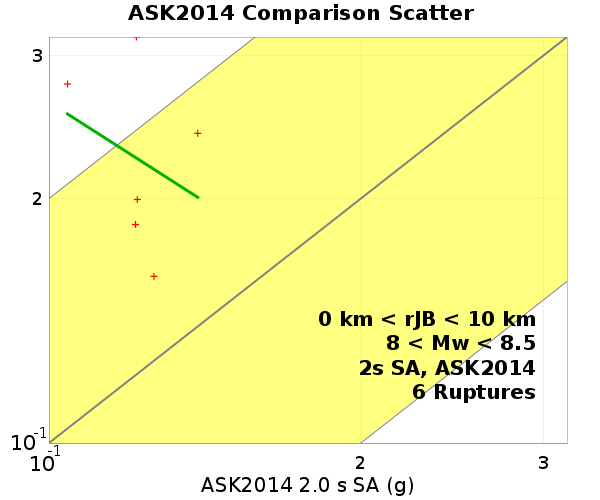 ASK2014 Comparison Scatter
3
2
10-1
0 km < rJB < 10 km
8 < Mw < 8.5
2s SA, ASK2014
6 Ruptures
10-1
2
3
ASK2014 2.0 s SA (g)